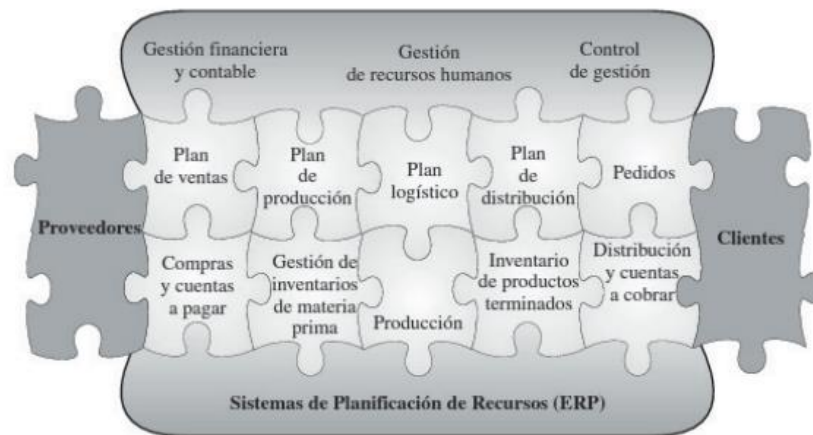 Gestión financiera
y contable
Gestión
de recursos humanos
Control
de gestión
Proveedores
Plan
de ventas
Plan
de
producción
Plan
logístico
Plan
de
distribución
Pedidos
Clientes
Compras
y cuentas
a pagar
Gestión de
inventarios
de materia
prima
Producción
Inventario
de productos
terminados
Distribución
y cuentas
a cobrar
Sistemas de Planificación de Recursos (ERP)